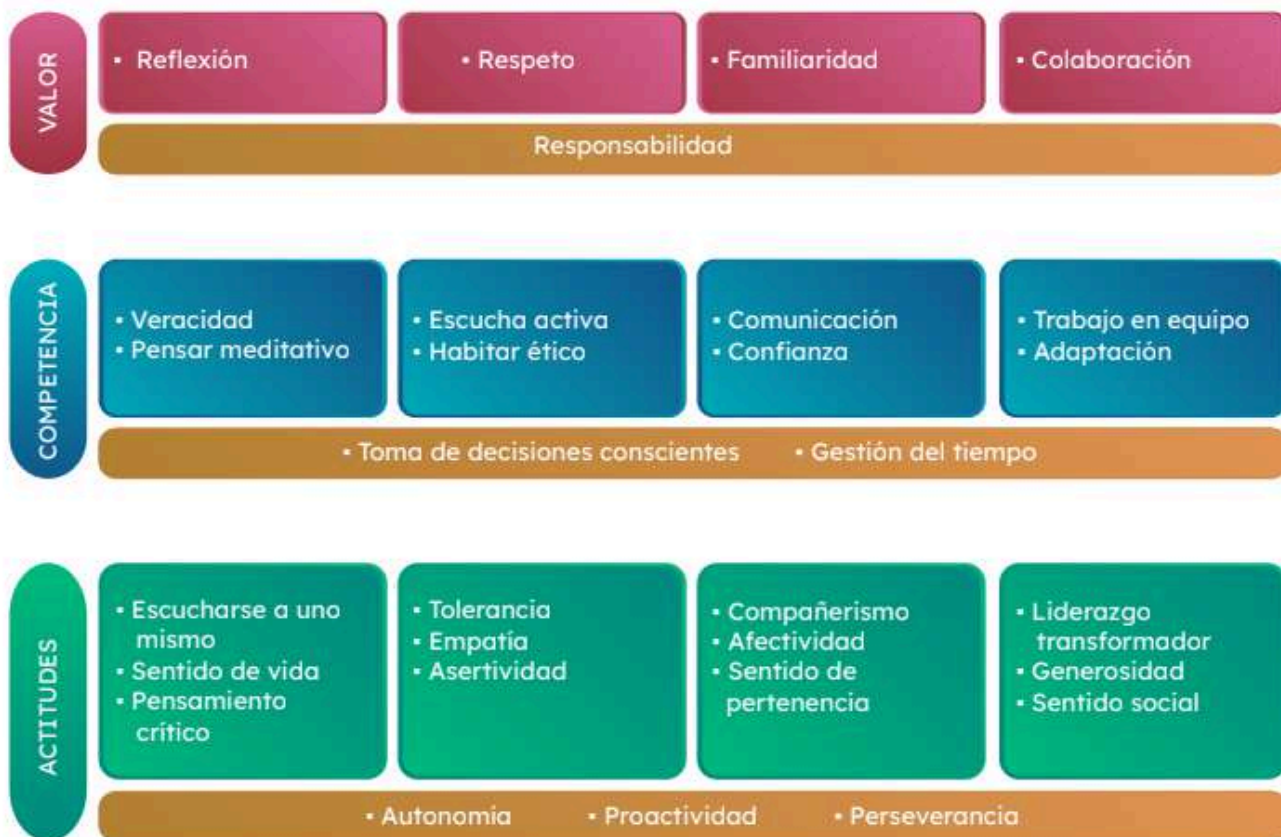 VALOR
▪ Reflexión
▪ Respeto
▪ Familiaridad
▪ Colaboración
Responsabilidad
COMPETENCIA
▪ Veracidad
▪ Pensar meditativo
▪ Escucha activa
▪ Habitar ético
▪ Comunicación
▪ Confianza
▪ Trabajo en equipo
▪ Adaptación
▪ Toma de decisiones conscientes ▪ Gestión del tiempo
ACTITUDES
▪ Escucharse a uno
mismo
▪ Sentido de vida
▪ Pensamiento
crítico
▪ Tolerancia
▪ Empatía
▪ Asertividad
▪ Compañerismo
▪ Afectividad
▪ Sentido de
pertenencia
▪ Liderazgo
transformador
▪ Generosidad
▪ Sentido social
▪ Autonomía ▪ Proactividad ▪ Perseverancia